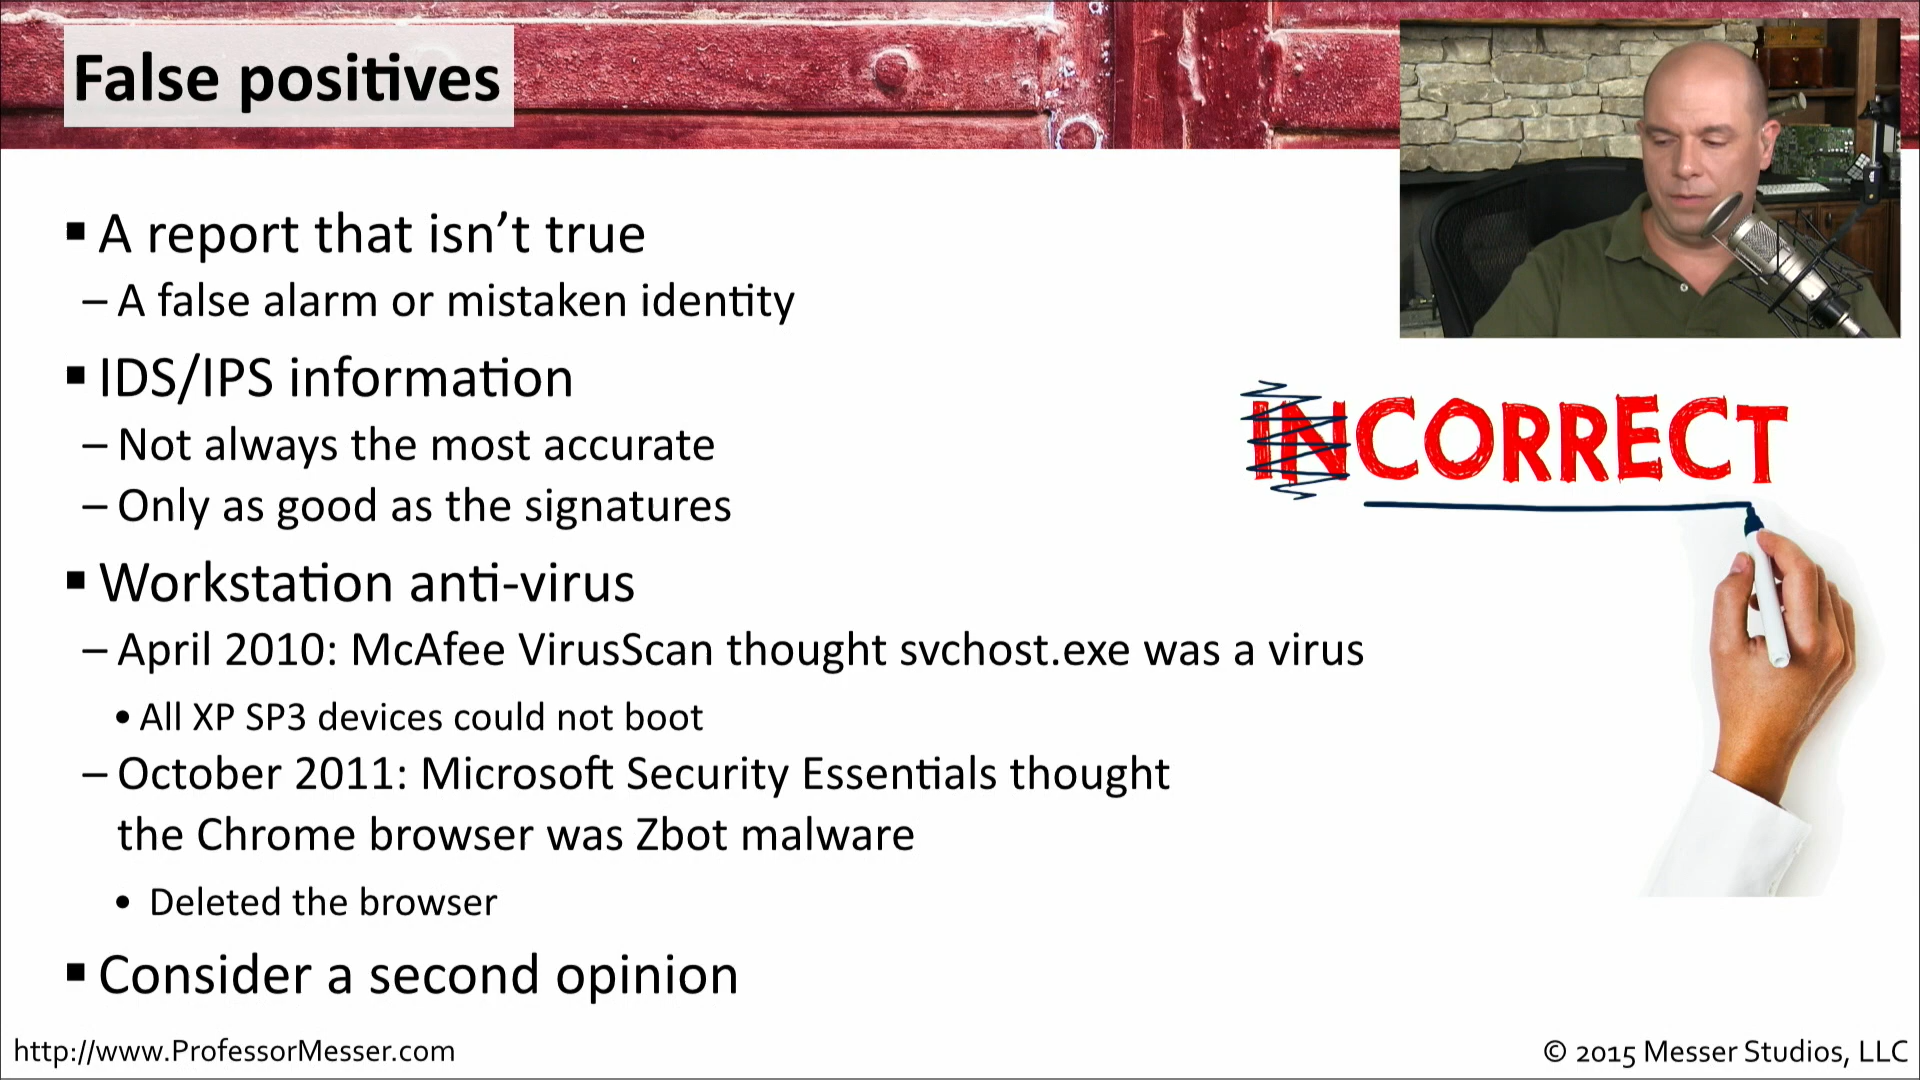 False positives
▪ A report that isn’t true
– A false alarm or mistaken identity
▪ IDS/IPS information
– Not always the most accurate
– Only as good as the signatures
▪ Workstation anti-virus
– April 2010: McAfee VirusScan thought svchost.exe was a virus
• All XP SP3 devices could not boot
– October 2011: Microsoft Security Essentials thought
the Chrome browser was Zbot malware
• Deleted the browser
▪ Consider a second opinion
INCORRECT
http://www.ProfessorMesser.com
© 2015 Messer Studios, LLC